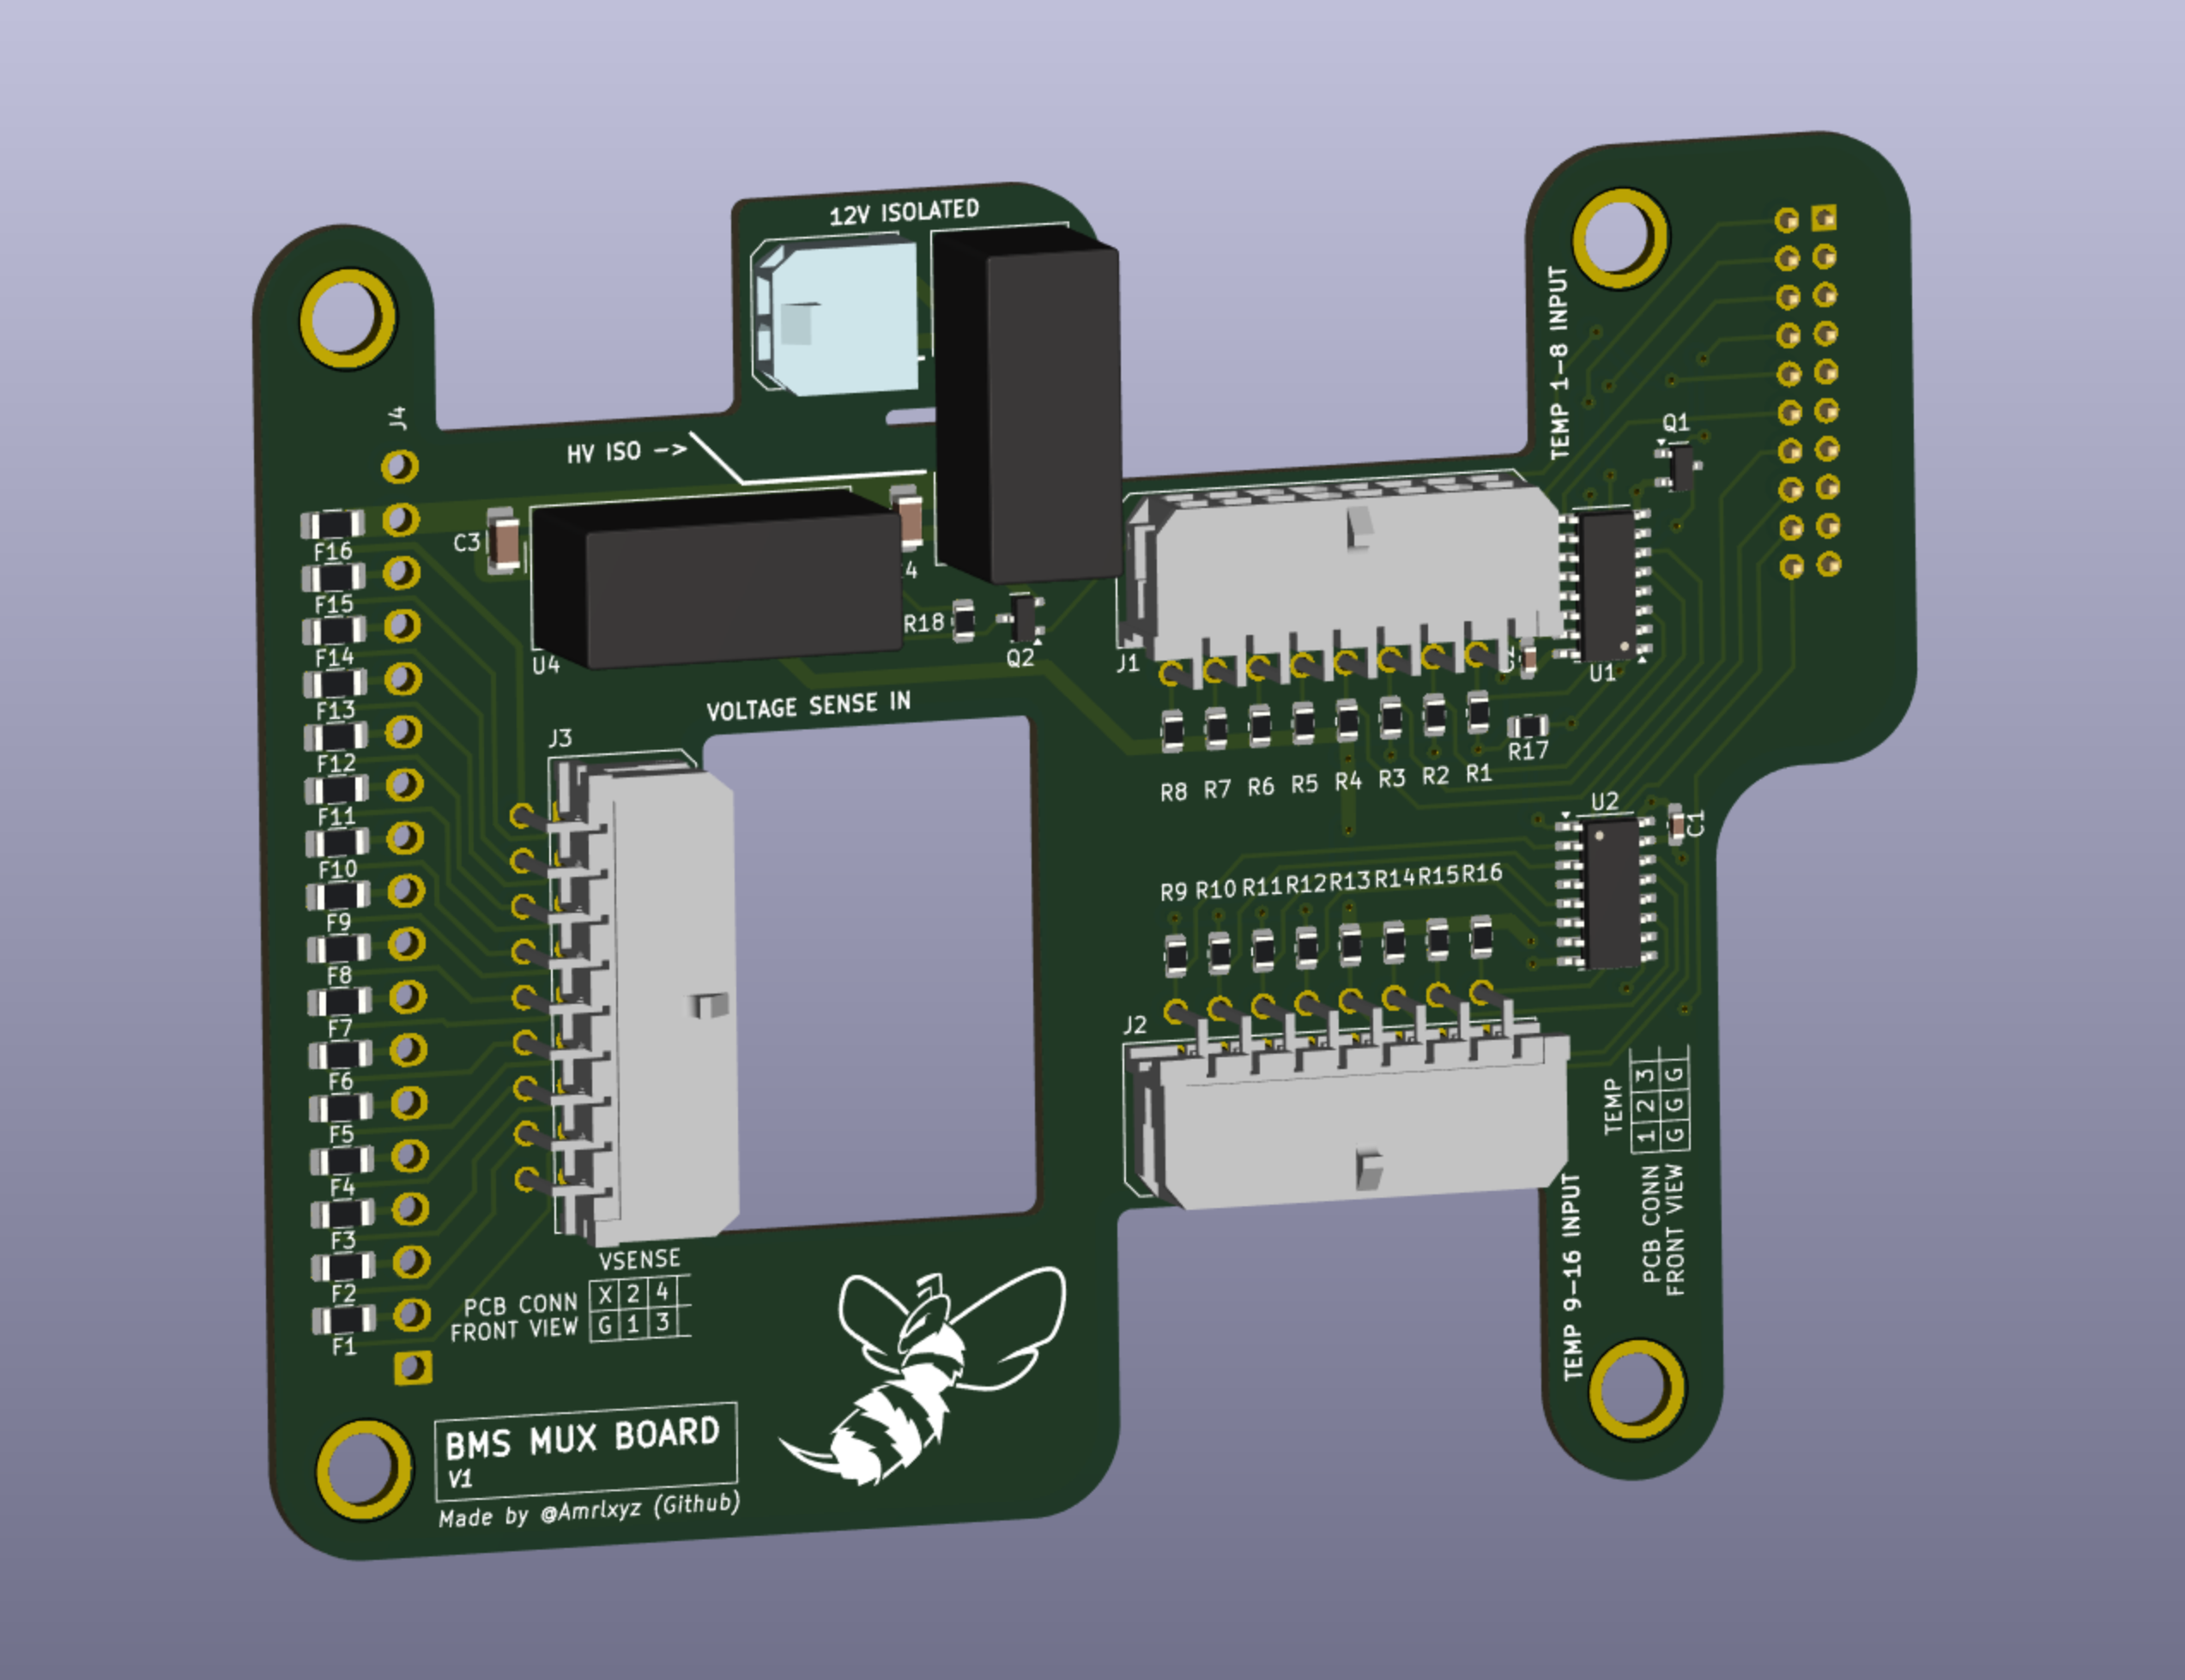 12V ISOLATED
HV ISO -->
J4
F16
F15
F14
F13
F12
F11
F10
F9
F8
F7
F6
F5
F4
F3
F2
F1
C3
U4
4
R18
Q2
J1
TEMP 1-8 INPUT
Q1
U1
VOLTAGE SENSE IN
J3
R8 R7 R6 R5 R4 R3 R2 R1
R17
U2
C1
R9 R10 R11 R12 R13 R14 R15 R16
J2
TEMP
1 2 3
G G G
PCB CONN
FRONT VIEW
TEMP 9-16 INPUT
VSENSE
PCB CONN
FRONT VIEW
X 2 4
G 1 3
BMS MUX BOARD
V1
Made by @Amrlxyz (Github)